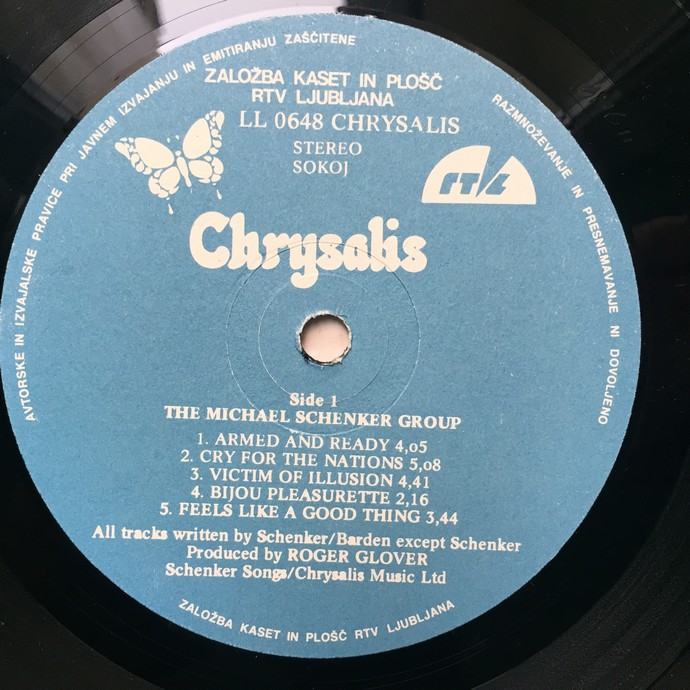 AVTORSKE IN IZVAJALSKE PRAVICE PRI JAVNEM IZVAJANJU IN EMITIRANJU ZAŠČITENE
RAZMNOŽEVANJE IN PRESNEMAVANJE NI DOVOLJENO
ZALOŽBA KASET IN PLOŠČ
RTV LJUBLJANA
LL 0648 CHRYSALIS
STEREO
SOKOJ
RTL
Chrysalis
Side 1
THE MICHAEL SCHENKER GROUP
1. ARMED AND READY 4,05
2. CRY FOR THE NATIONS 5,08
3. VICTIM OF ILLUSION 4,41
4. BIJOU PLEASURETTE 2,16
5. FEELS LIKE A GOOD THING 3,44
All tracks written by Schenker/Barden except Schenker
Produced by ROGER GLOVER
Schenker Songs/Chrysalis Music Ltd
ZALOŽBA KASET IN PLOŠČ RTV LJUBLJANA